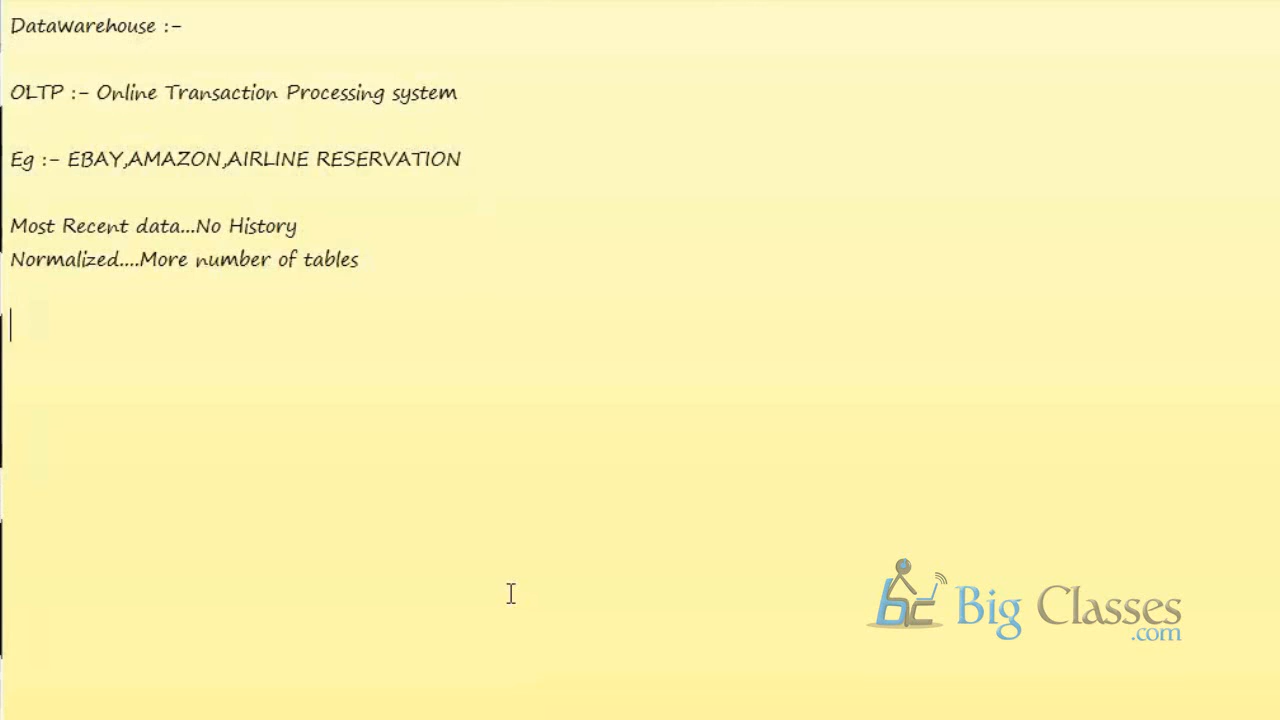 DataWarehouse :-
OLTP :- Online Transaction Processing system
Eg :- EBAY,AMAZON,AIRLINE RESERVATION
Most Recent data...No History
Normalized....More number of tables
bc Big Classes
.com